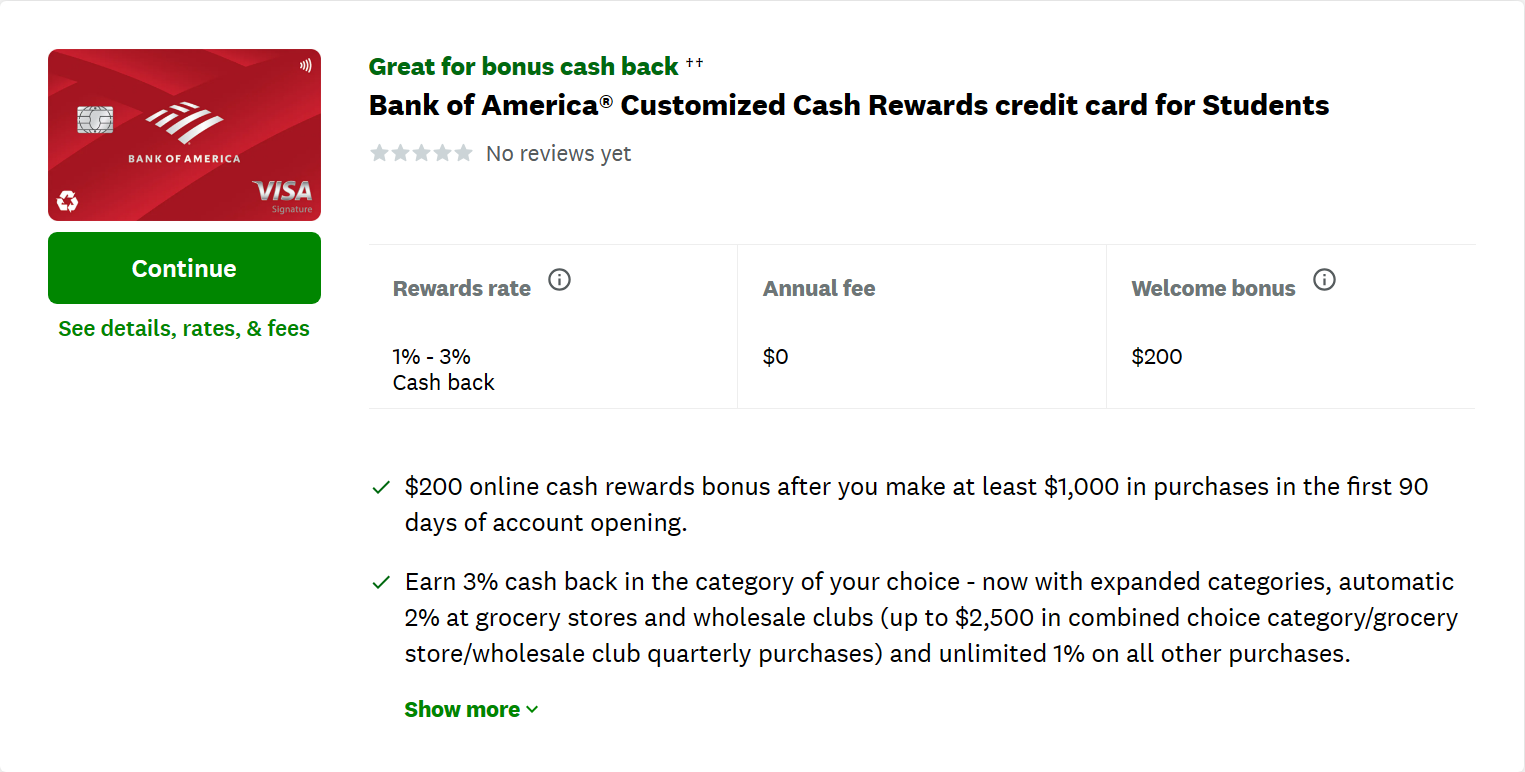 BANK OF AMERICA
VISA
Signature
Continue
See details, rates, & fees
Great for bonus cash back ††
Bank of America® Customized Cash Rewards credit card for Students
No reviews yet
Rewards rate
Annual fee
Welcome bonus
1% - 3%
Cash back
$0
$200
$200 online cash rewards bonus after you make at least $1,000 in purchases in the first 90
days of account opening.
Earn 3% cash back in the category of your choice - now with expanded categories, automatic
2% at grocery stores and wholesale clubs (up to $2,500 in combined choice category/grocery
store/wholesale club quarterly purchases) and unlimited 1% on all other purchases.
Show more